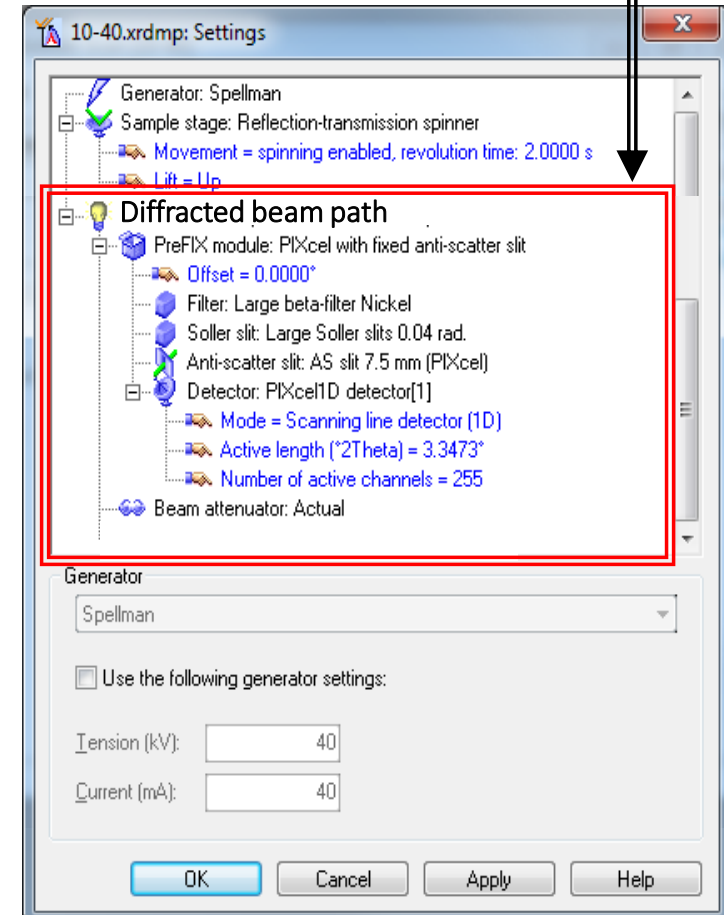 10-40.xrdmp: Settings
Generator: Spellman
Sample stage: Reflection-transmission spinner
Movement = spinning enabled, revolution time: 2.0000 s
Lift = Up
Diffracted beam path
PreFIX module: PIXcel with fixed anti-scatter slit
Offset = 0.0000°
Filter: Large beta-filter Nickel
Soller slit: Large Soller slits 0.04 rad.
Anti-scatter slit: AS slit 7.5 mm (PIXcel)
Detector: PIXcel1D detector[1]
Mode = Scanning line detector (1D)
Active length (°2Theta) = 3.3473°
Number of active channels = 255
Beam attenuator: Actual
Generator
Spellman
Use the following generator settings:
Tension (kV): 40
Current (mA): 40
OK Cancel Apply Help